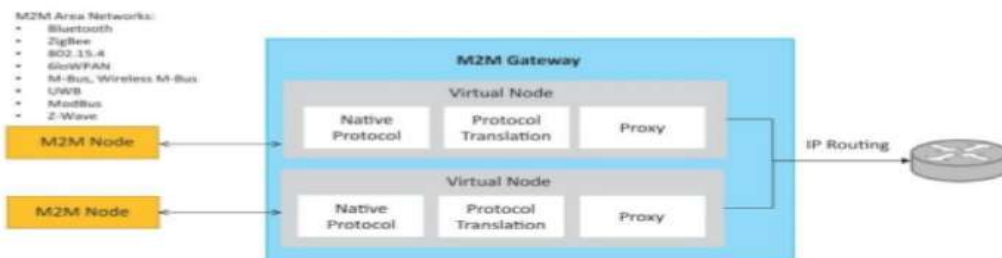 M2M Area Networks:
• Bluetooth
• ZigBee
• 802.15.4
• 6loWPAN
• M-Bus, Wireless M-Bus
• UWB
• ModBus
• Z-Wave
M2M Node
M2M Gateway
Virtual Node
Native
Protocol
Protocol
Translation
Proxy
IP Routing
M2M Node
Virtual Node
Native
Protocol
Protocol
Translation
Proxy